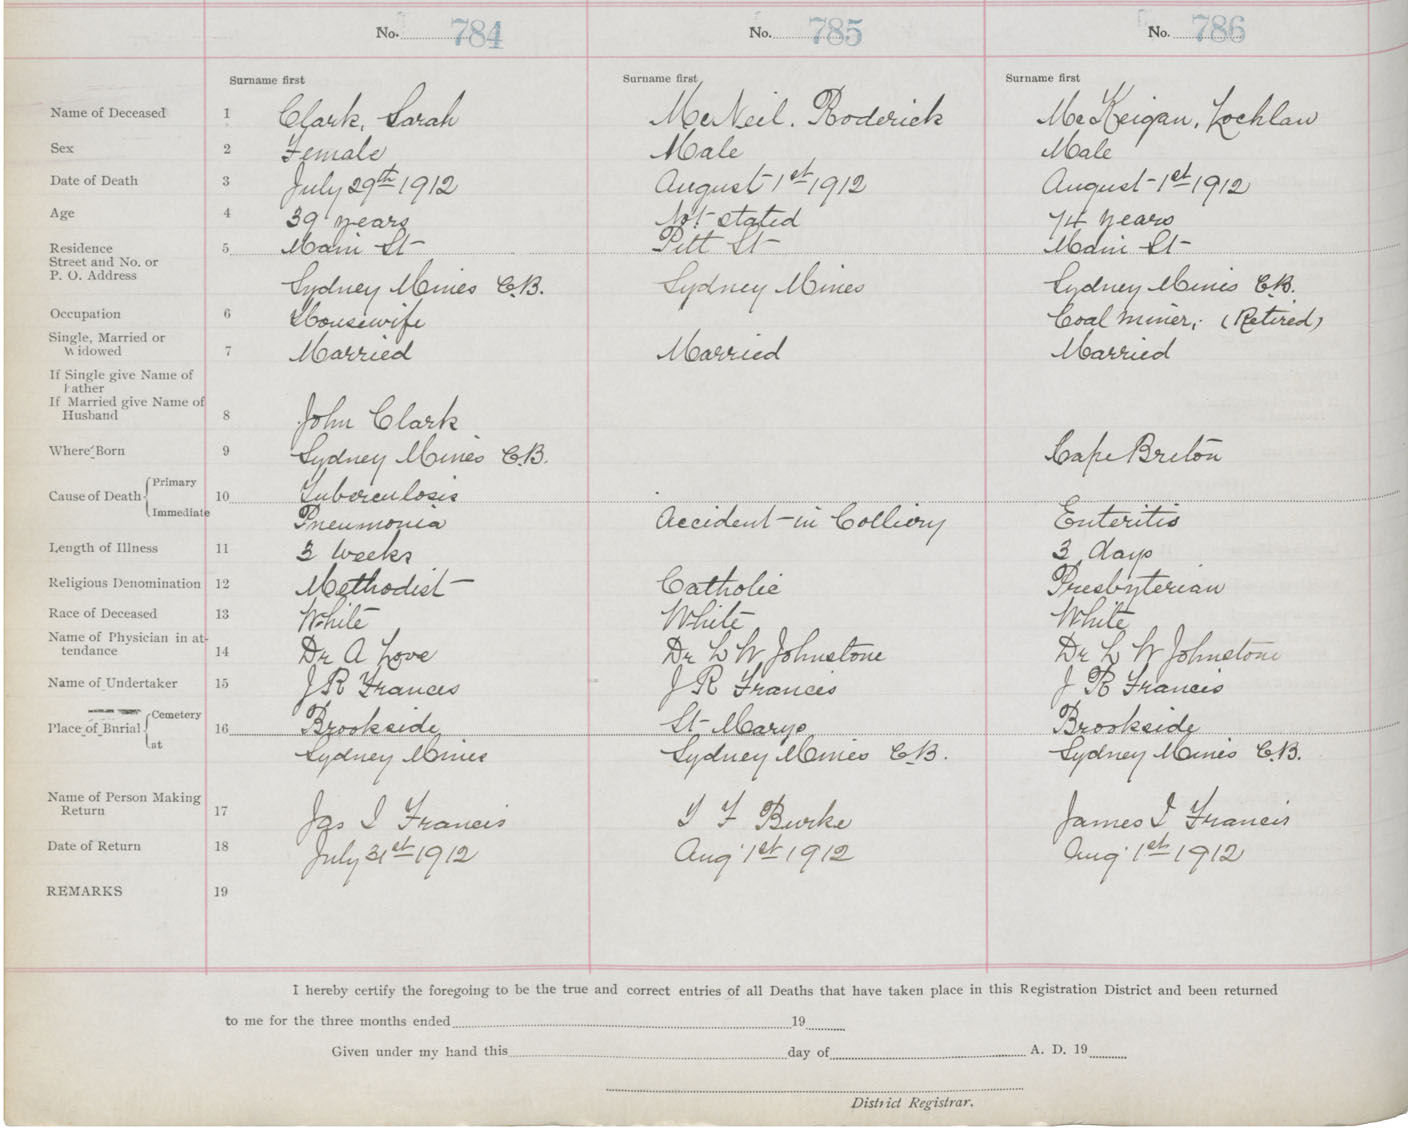 No. 784 No. 785 No. 786
Surname first Surname first Surname first
Name of Deceased 1 Clark, Sarah McNeil. Roderick McKeigan, Lochlan
Sex 2 Female Male Male
Date of Death 3 July 29th 1912 August 1st 1912 August 1st 1912
Age 4 39 years Not stated 74 years
Residence 5 Main St Pitt St Main St
Street and No. or
P. O. Address Sydney Mines C.B. Sydney Mines Sydney Mines C.B.
Occupation 6 Housewife Coal Miner, (Retired)
Single, Married or
Widowed 7 Married Married Married
If Single give Name of
Father
If Married give Name of
Husband 8 John Clark
Where Born 9 Sydney Mines C.B. Cape Breton
Cause of Death Primary 10 Tuberculosis
Immediate Pneumonia Accident in Colliery Enteritis
Length of Illness 11 3 weeks 3 days
Religious Denomination 12 Methodist Catholic Presbyterian
Race of Deceased 13 White White White
Name of Physician in at-
tendance 14 Dr A Love Dr L W Johnstone Dr L W Johnstone
Name of Undertaker 15 J R Francis J R Francis J R Francis
Place of Burial Cemetery 16 Brookside St Marys Brookside
at Sydney Mines Sydney Mines C.B. Sydney Mines C.B.
Name of Person Making
Return 17 Jas I Francis T F Burke James I Francis
Date of Return 18 July 31st 1912 Aug 1st 1912 Aug 1st 1912
REMARKS 19
I hereby certify the foregoing to be the true and correct entries of all Deaths that have taken place in this Registration District and been returned
to me for the three months ended 19
Given under my hand this day of A. D. 19
District Registrar.